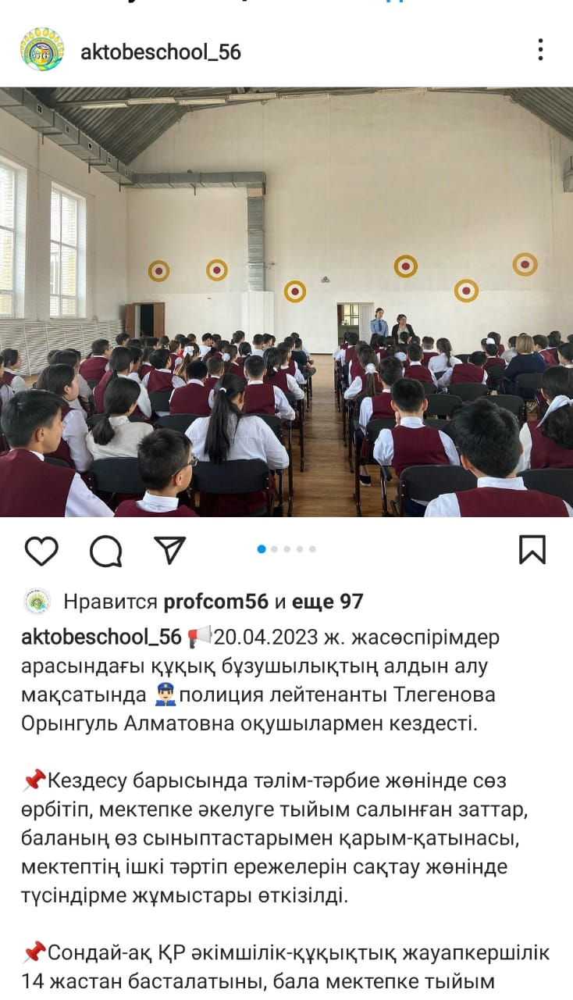 aktobeschool_56
Нравится profcom56 и еще 97
aktobeschool_56 20.04.2023 ж. жасөспірімдер
арасындағы құқық бұзушылықтың алдын алу
мақсатында полиция лейтенанты Тлегенова
Орынгуль Алматовна оқушылармен кездесті.
Кездесу барысында тәлім-тәрбие жөнінде сөз
өрбітіп, мектепке әкелуге тыйым салынған заттар,
баланың өз сыныптастарымен қарым-қатынасы,
мектептің ішкі тәртіп ережелерін сақтау жөнінде
түсіндірме жұмыстары өткізілді.
Сондай-ақ ҚР әкімшілік-құқықтық жауапкершілік
14 жастан басталатыны, бала мектепке тыйым